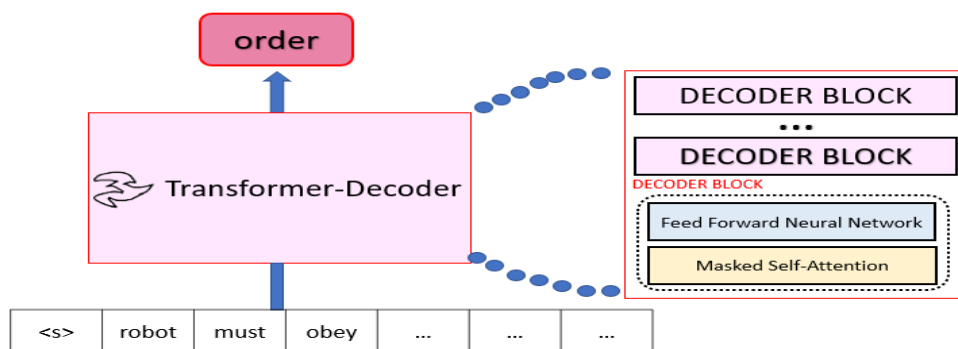 order
Transformer-Decoder
<s> robot must obey ... ... ...
DECODER BLOCK
...
DECODER BLOCK
DECODER BLOCK
Feed Forward Neural Network
Masked Self-Attention